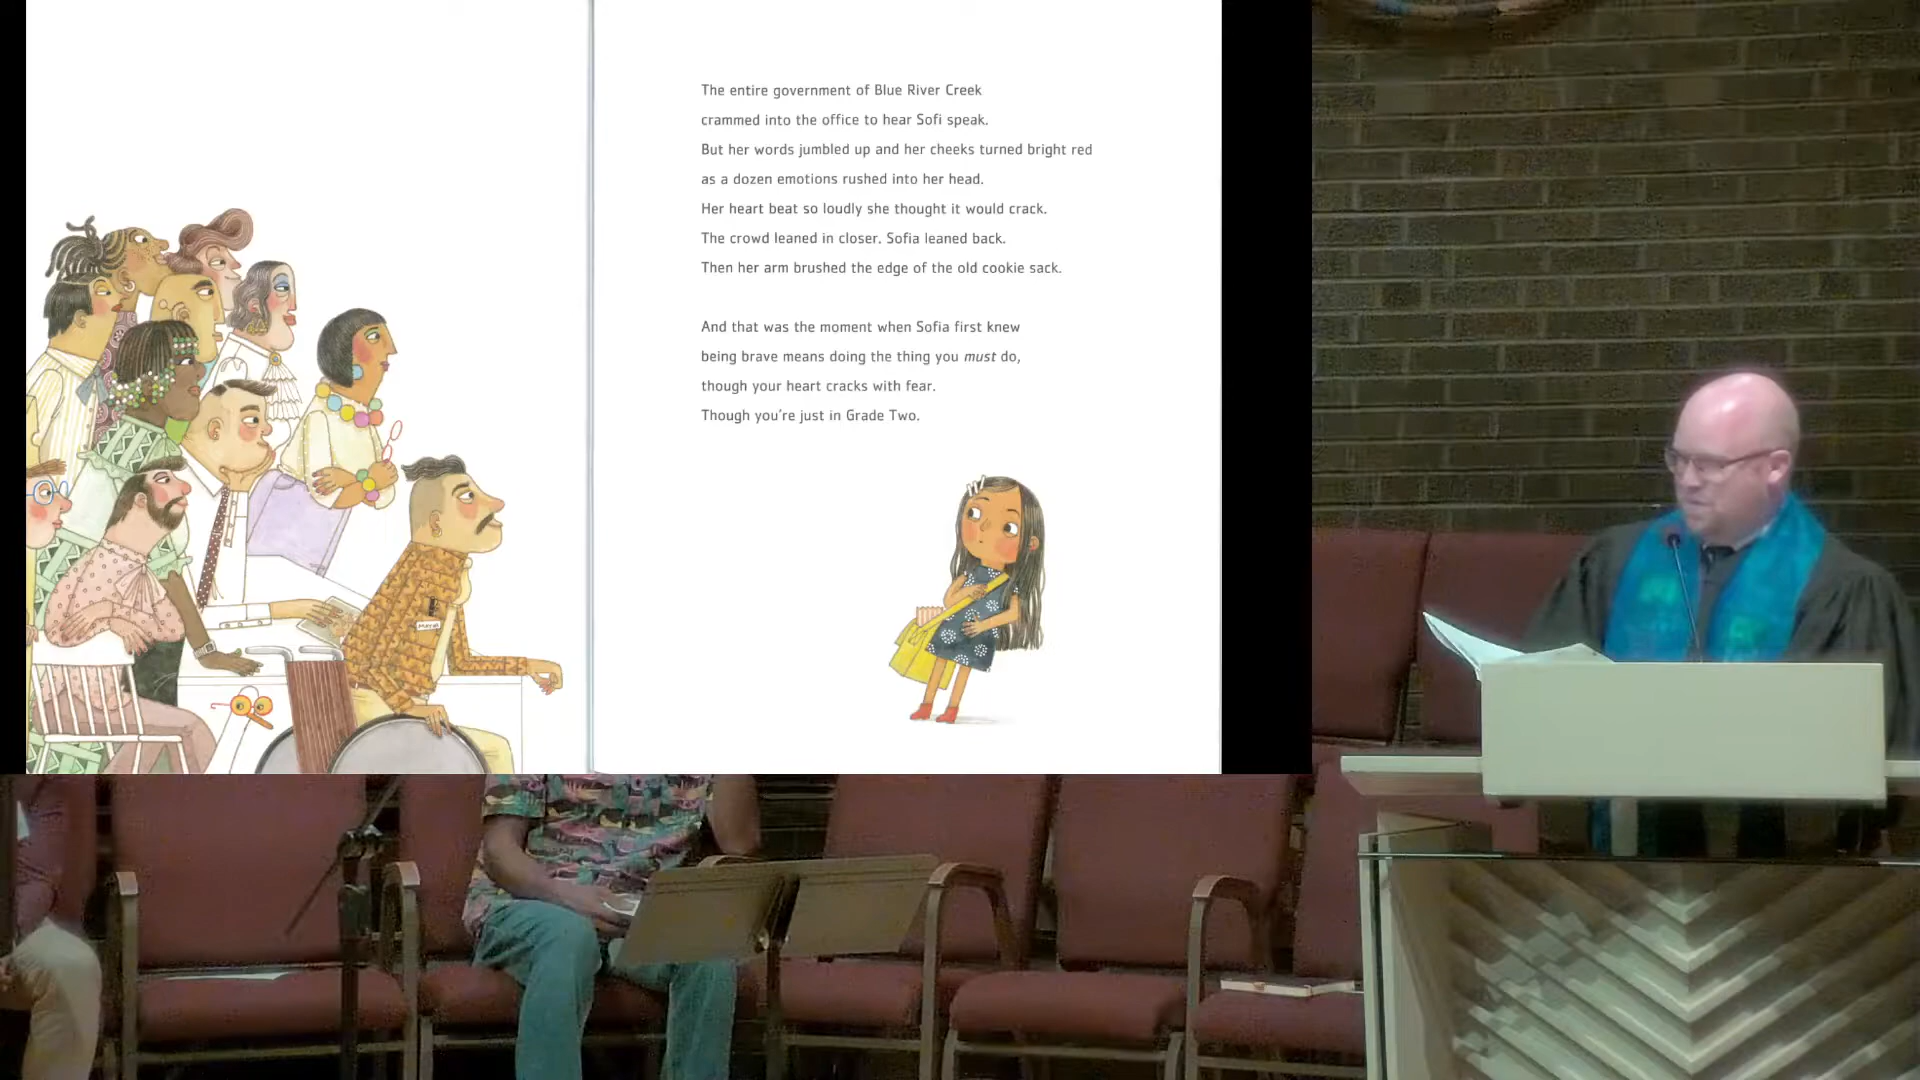 The entire government of Blue River Creek
crammed into the office to hear Sofi speak.
But her words jumbled up and her cheeks turned bright red
as a dozen emotions rushed into her head.
Her heart beat so loudly she thought it would crack.
The crowd leaned in closer. Sofia leaned back.
Then her arm brushed the edge of the old cookie sack.
And that was the moment when Sofia first knew
being brave means doing the thing you must do,
though your heart cracks with fear.
Though you're just in Grade Two.